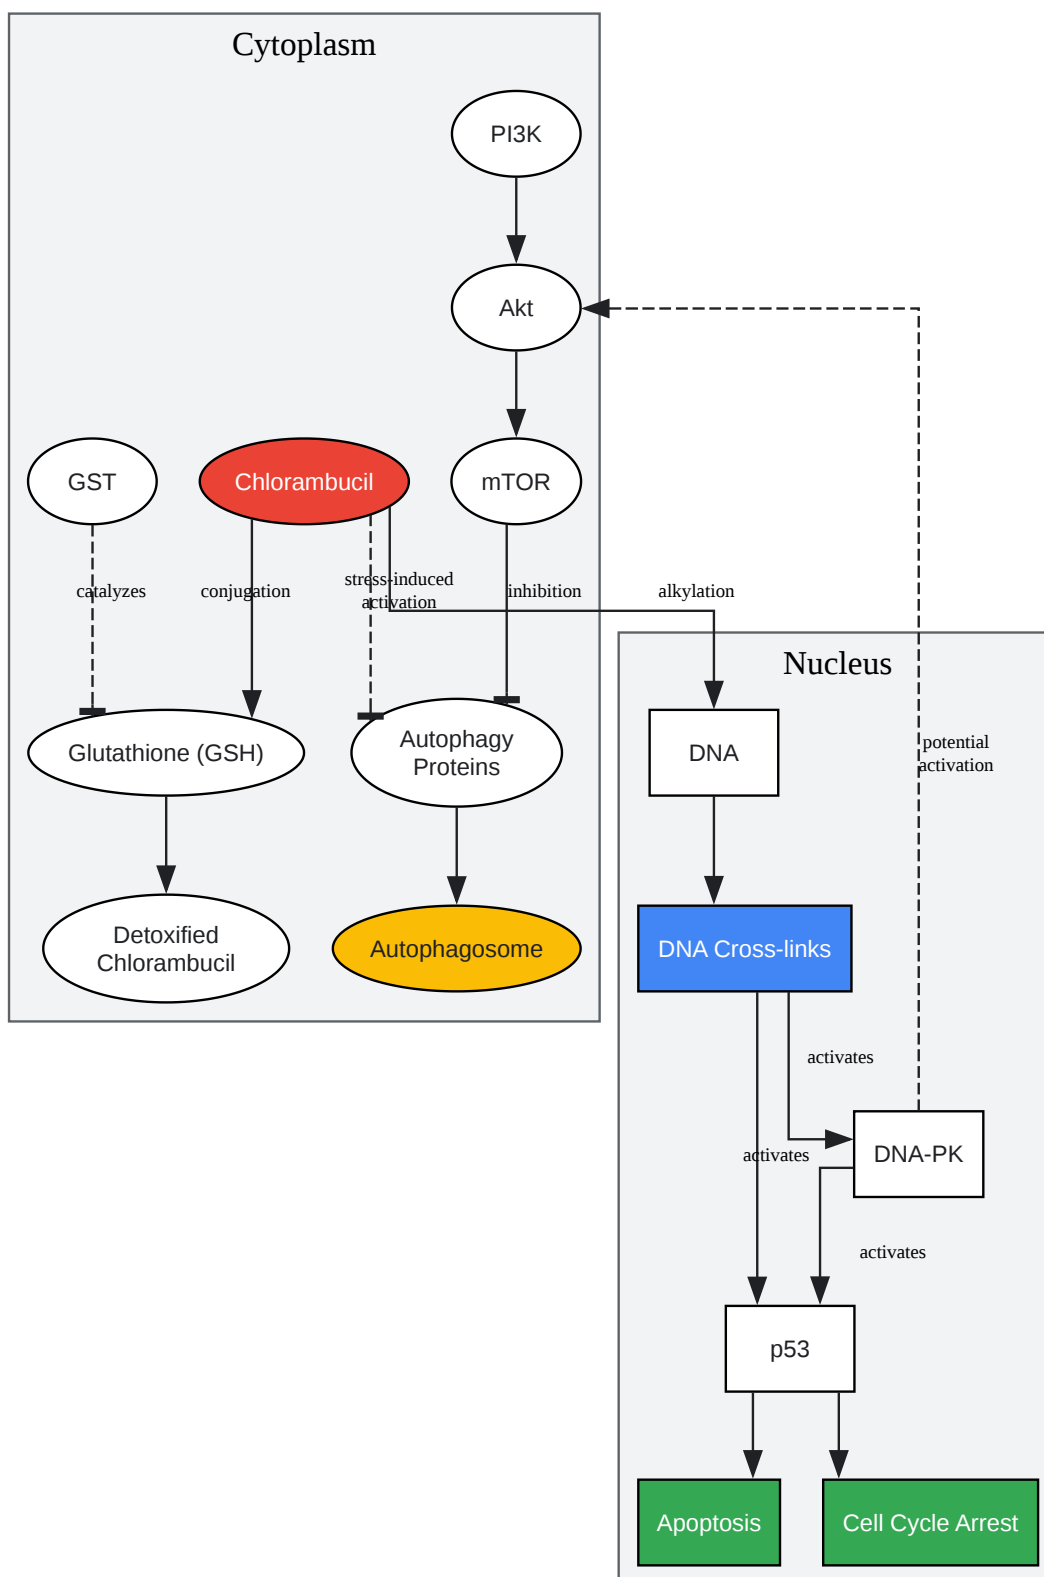 Cytoplasm
PI3K
Akt
GST
Chlorambucil
mTOR
catalyzes
conjugation
stress-induced
activation
inhibition
alkylation
Nucleus
Glutathione (GSH)
Autophagy
Proteins
DNA
potential
activation
Detoxified
Chlorambucil
Autophagosome
DNA Cross-links
activates
activates
DNA-PK
activates
p53
Apoptosis
Cell Cycle Arrest